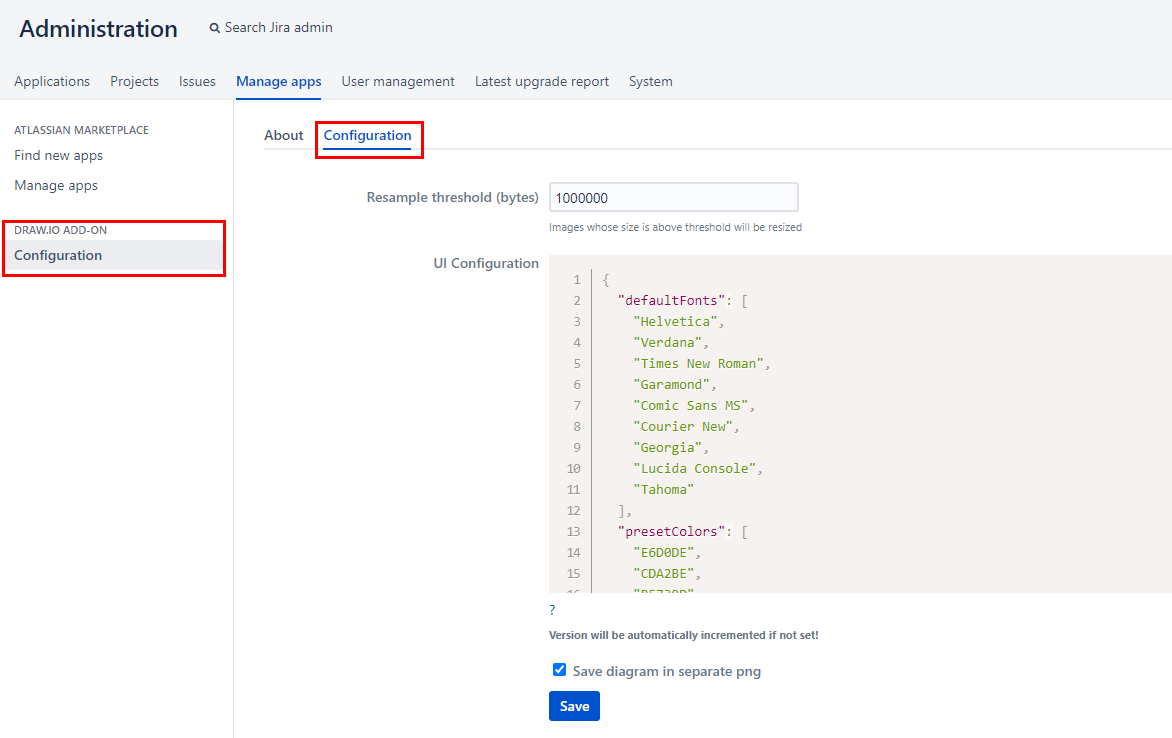 Administration
Search Jira admin
Applications Projects Issues Manage apps User management Latest upgrade report System
ATLASSIAN MARKETPLACE
Find new apps
Manage apps
DRAW.IO ADD-ON
Configuration
About Configuration
Resample threshold (bytes) 1000000
Images whose size is above threshold will be resized
UI Configuration
1 {
2 "defaultFonts": [
3 "Helvetica",
4 "Verdana",
5 "Times New Roman",
6 "Garamond",
7 "Comic Sans MS",
8 "Courier New",
9 "Georgia",
10 "Lucida Console",
11 "Tahoma"
12 ],
13 "presetColors": [
14 "E6D0DE",
15 "CDA2BE",
?
Version will be automatically incremented if not set!
Save diagram in separate png
Save